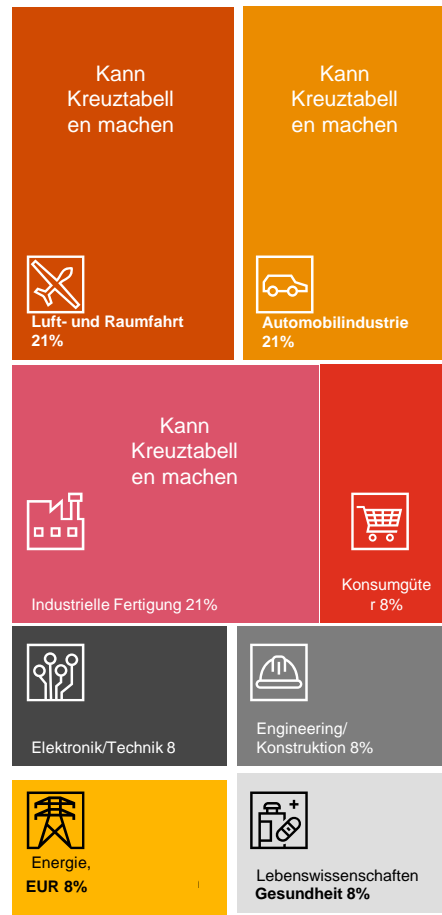 Kann
Kreuztabell
en machen
Kann
Kreuztabell
en machen
Luft- und Raumfahrt
21%
Automobilindustrie
21%
Kann
Kreuztabell
en machen
Industrielle Fertigung 21%
Konsumgüte
r 8%
Elektronik/Technik 8
Engineering/
Konstruktion 8%
Energie,
EUR 8%
Lebenswissenschaften
Gesundheit 8%